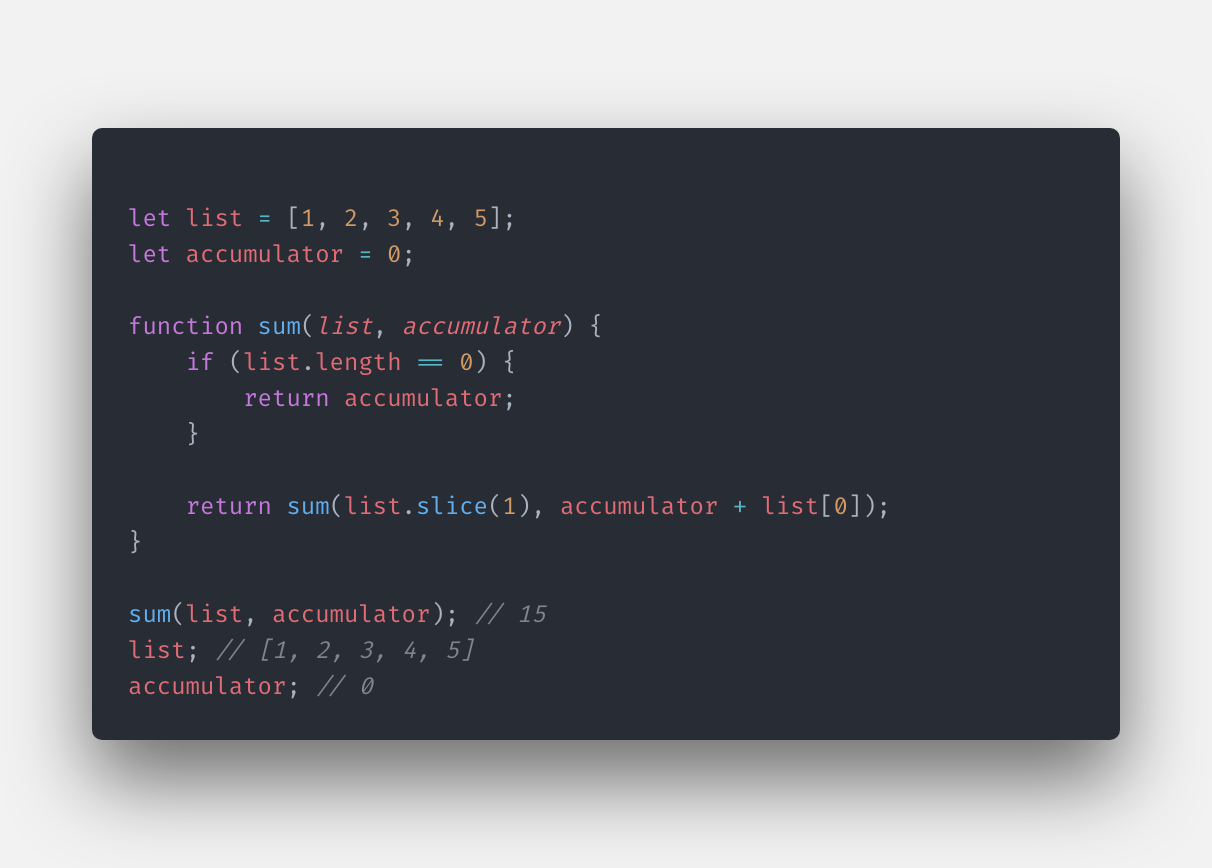 let list = [1, 2, 3, 4, 5];
let accumulator = 0;
function sum(list, accumulator) {
    if (list.length == 0) {
        return accumulator;
    }
    return sum(list.slice(1), accumulator + list[0]);
}
sum(list, accumulator); // 15
list; // [1, 2, 3, 4, 5]
accumulator; // 0